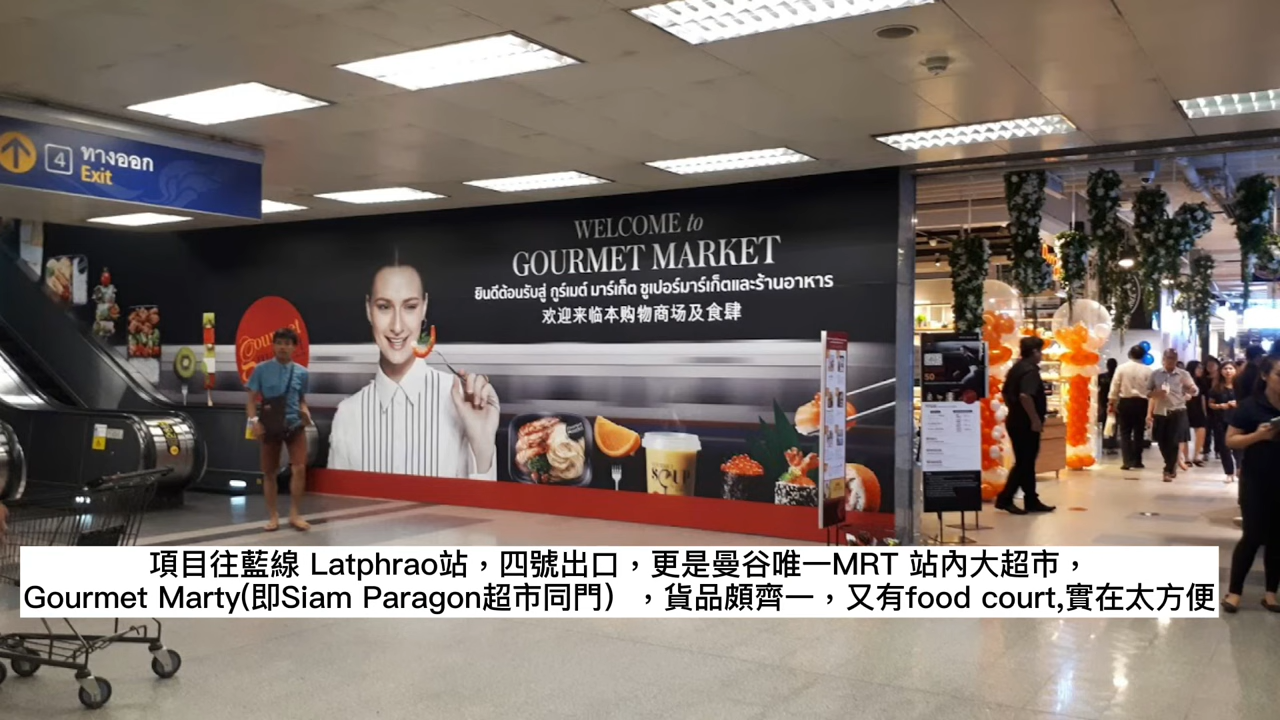 4 ทางออก
Exit
WELCOME to
GOURMET MARKET
ยินดีต้อนรับสู่ กูร์เมต์ มาร์เก็ต ซูเปอร์มาร์เก็ตและร้านอาหาร
欢迎来临本购物商场及食肆
Gourmet
SOUP
50
項目往藍線 Latphrao站，四號出口，更是曼谷唯一MRT 站內大超市，
Gourmet Marty(即Siam Paragon超市同門），貨品頗齊一，又有food court,實在太方便